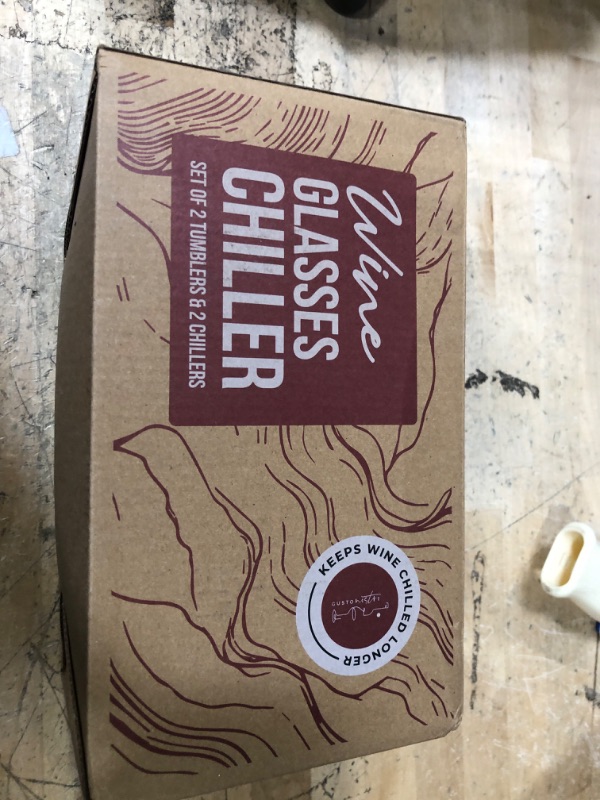 Wine
GLASSES
CHILLER
SET OF 2 TUMBLERS & 2 CHILLERS
KEEPS WINE CHILLED LONGER